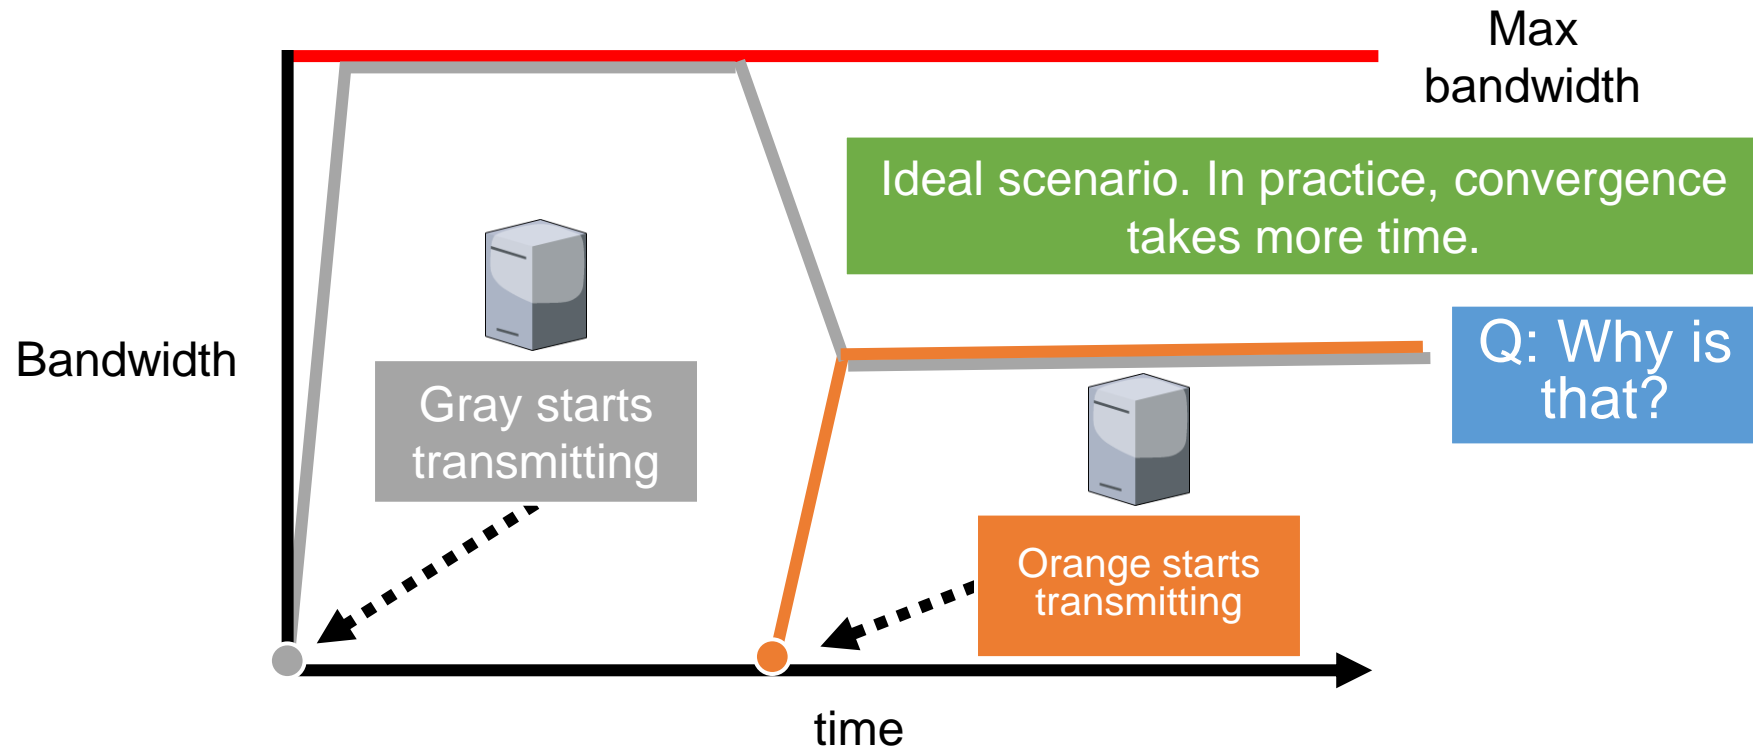 Max
bandwidth
Ideal scenario. In practice, convergence
takes more time.
Q: Why is
that?
Bandwidth
Gray starts
transmitting
Orange starts
transmitting
time